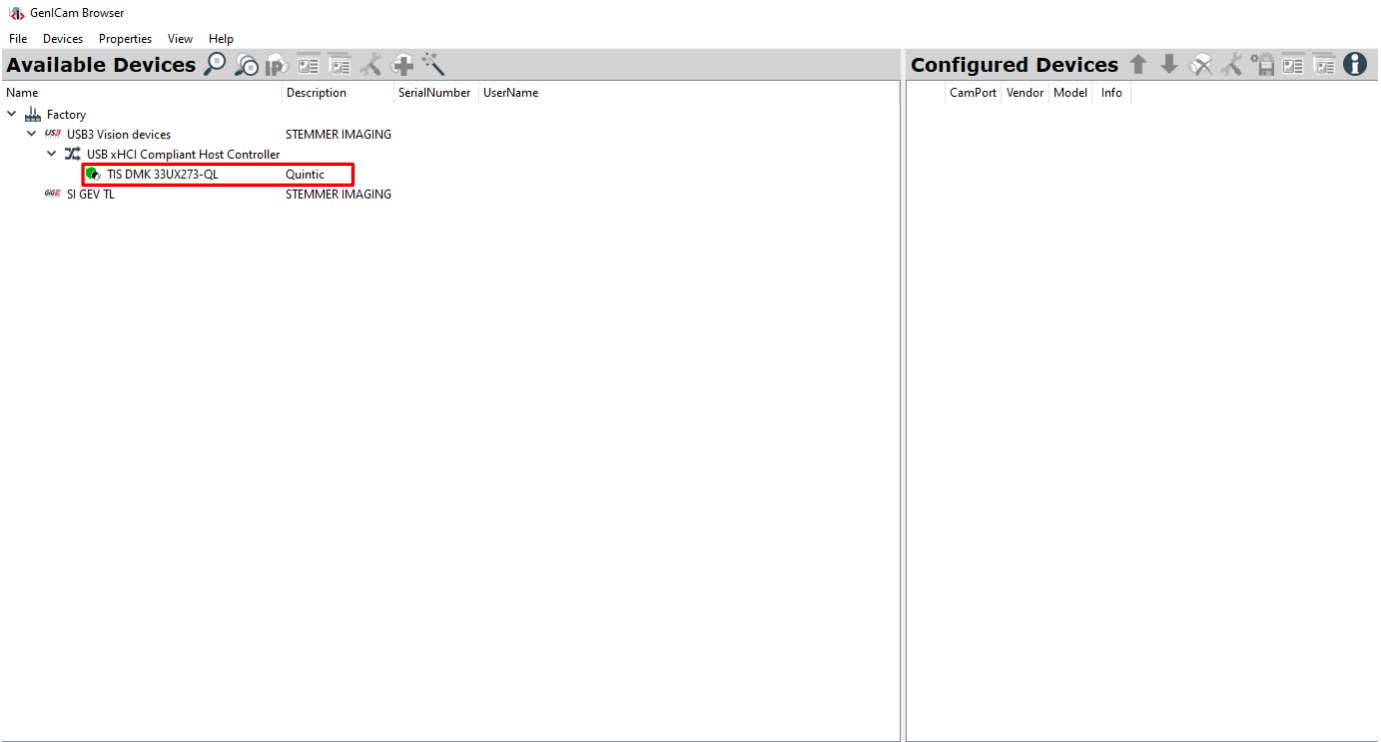 GenICam Browser
File Devices Properties View Help
Available Devices
Name Description SerialNumber UserName
Factory
USB3 Vision devices STEMMER IMAGING
USB xHCI Compliant Host Controller
TIS DMK 33UX273-QL Quintic
SI GEV TL STEMMER IMAGING
Configured Devices
CamPort Vendor Model Info